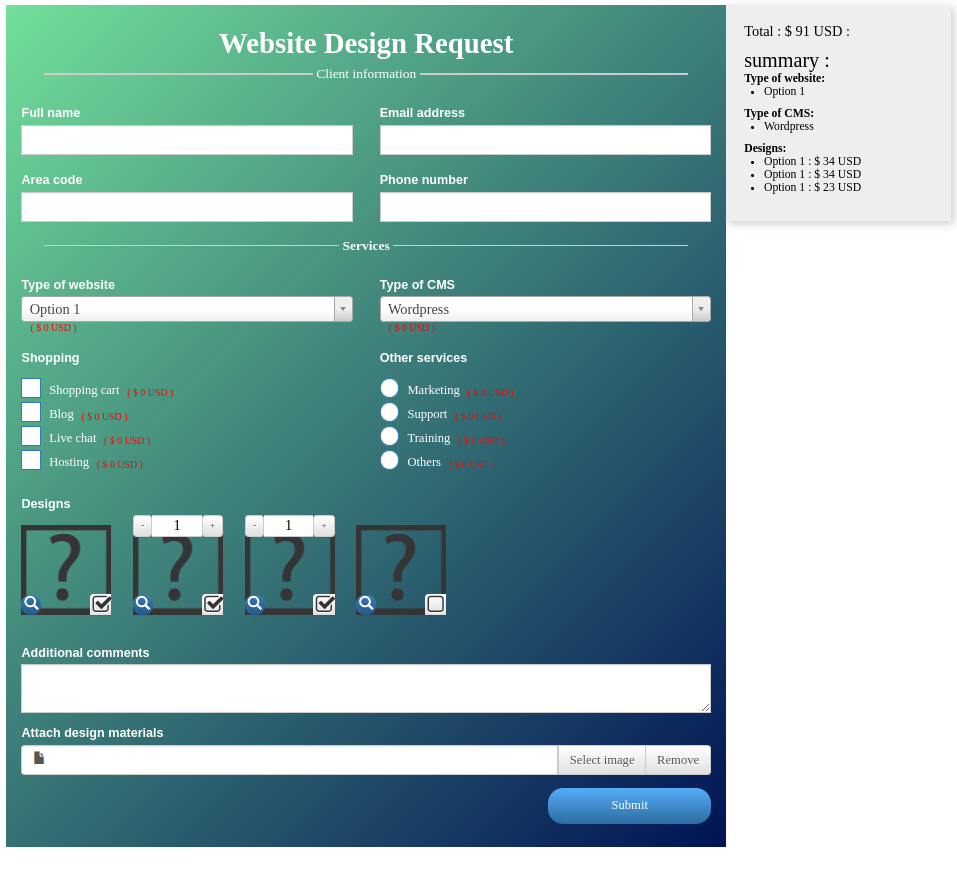 Website Design Request
Client information
Full name
Email address
Area code
Phone number
Services
Type of website
Type of CMS
Option 1
Wordpress
( $ 0 USD )
( $ 0 USD )
Shopping
Other services
Shopping cart ( $ 0 USD )
Marketing ( $ 0 USD )
Blog ( $ 0 USD )
Support ( $ 0 USD )
Live chat ( $ 0 USD )
Training ( $ 0 USD )
Hosting ( $ 0 USD )
Others ( $ 0 USD )
Designs
- 1 +
- 1 +
? ? ? ?
Additional comments
Attach design materials
Select image
Remove
Submit
Total : $ 91 USD :
summary :
Type of website:
Option 1
Type of CMS:
Wordpress
Designs:
Option 1 : $ 34 USD
Option 1 : $ 34 USD
Option 1 : $ 23 USD